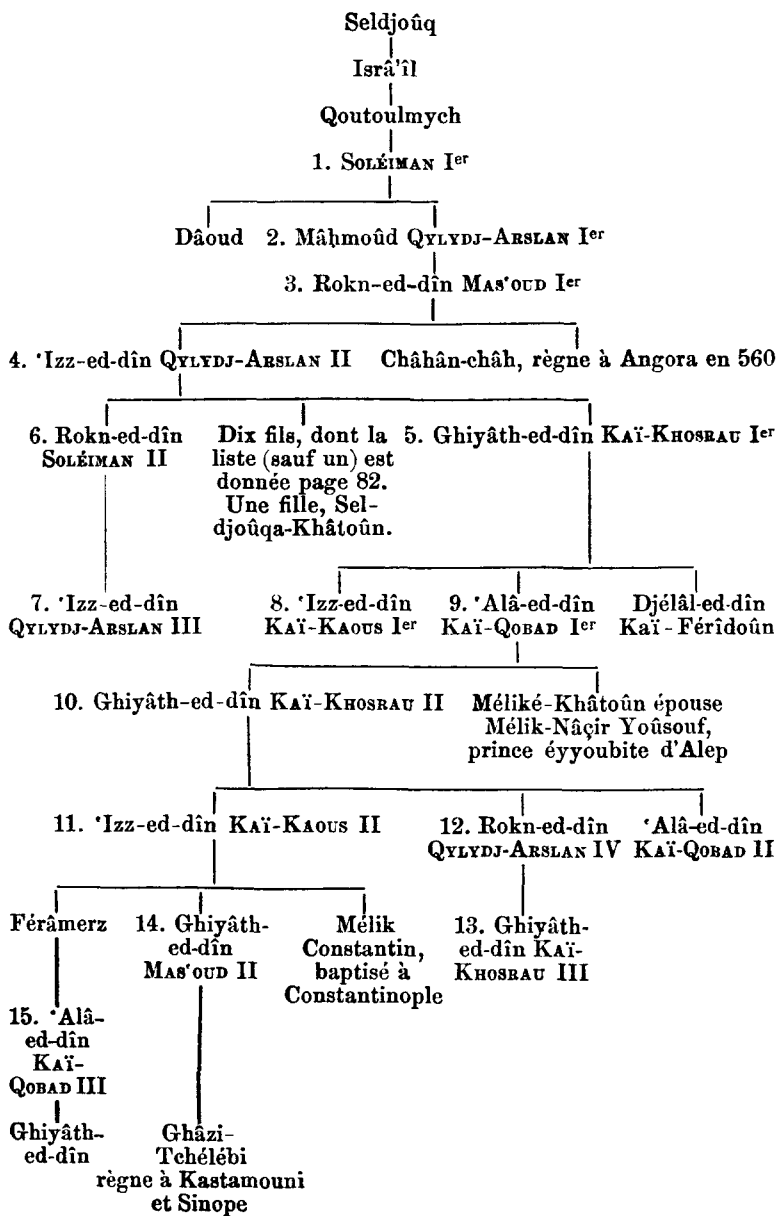 Seldjoûq
Isrâ'îl
Qoutoulmych
1. SOLÉIMAN Ier
Dâoud 2. Mâḥmoûd QYLYDJ-ARSLAN Ier
3. Rokn-ed-dîn MAS'OUD Ier
4. 'Izz-ed-dîn QYLYDJ-ARSLAN II Châhân-châh, règne à Angora en 560
6. Rokn-ed-dîn
SOLÉIMAN II
Dix fils, dont la
liste (sauf un) est
donnée page 82.
Une fille, Sel-
djoûqa-Khâtoûn.
5. Ghiyâth-ed-dîn KAÏ-KHOSRAU Ier
7. 'Izz-ed-dîn
QYLYDJ-ARSLAN III
8. 'Izz-ed-dîn
KAÏ-KAOUS Ier
9. 'Alâ-ed-dîn
KAÏ-QOBAD Ier
Djélâl-ed-dîn
Kaï-Féridoûn
10. Ghiyâth-ed-dîn KAÏ-KHOSRAU II
Méliké-Khâtoûn épouse
Mélik-Nâçir Yoûsouf,
prince éyyoubite d'Alep
11. 'Izz-ed-dîn KAÏ-KAOUS II
12. Rokn-ed-dîn
QYLYDJ-ARSLAN IV
'Alâ-ed-dîn
KAÏ-QOBAD II
Férâmerz
14. Ghiyâth-
ed-dîn
MAS'OUD II
Mélik
Constantin,
baptisé à
Constantinople
13. Ghiyâth-
ed-dîn KAÏ-
KHOSRAU III
15. 'Alâ-
ed-dîn
KAÏ-
QOBAD III
Ghiyâth-
ed-dîn
Ghâzi-
Tchélébi
règne à Kastamouni
et Sinope